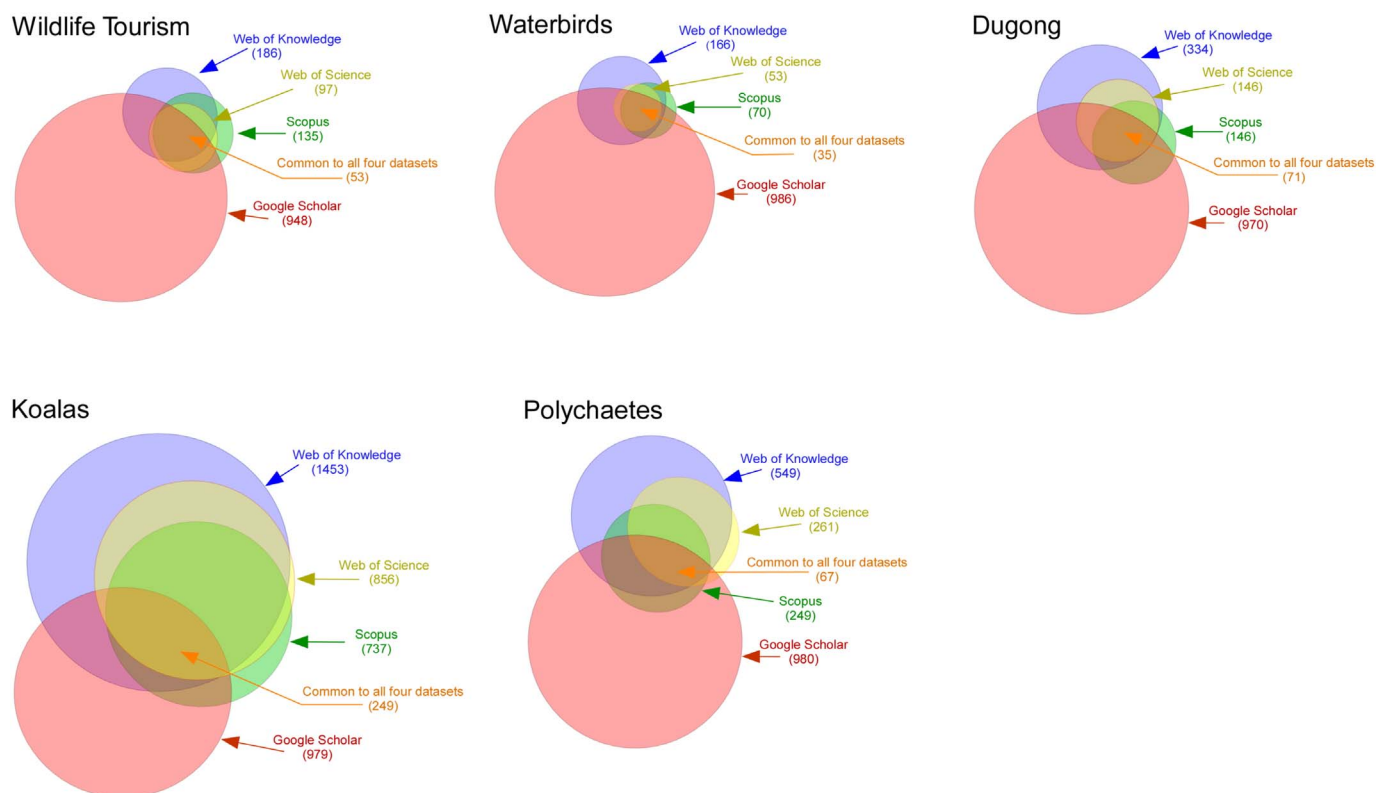 Wildlife Tourism
Web of Knowledge
(186)
Web of Science
(97)
Scopus
(135)
Common to all four datasets
(53)
Google Scholar
(948)
Waterbirds
Web of Knowledge
(166)
Web of Science
(53)
Scopus
(70)
Common to all four datasets
(35)
Google Scholar
(986)
Dugong
Web of Knowledge
(334)
Web of Science
(146)
Scopus
(146)
Common to all four datasets
(71)
Google Scholar
(970)
Koalas
Web of Knowledge
(1453)
Web of Science
(856)
Scopus
(737)
Common to all four datasets
(249)
Google Scholar
(979)
Polychaetes
Web of Knowledge
(549)
Web of Science
(261)
Common to all four datasets
(67)
Scopus
(249)
Google Scholar
(980)